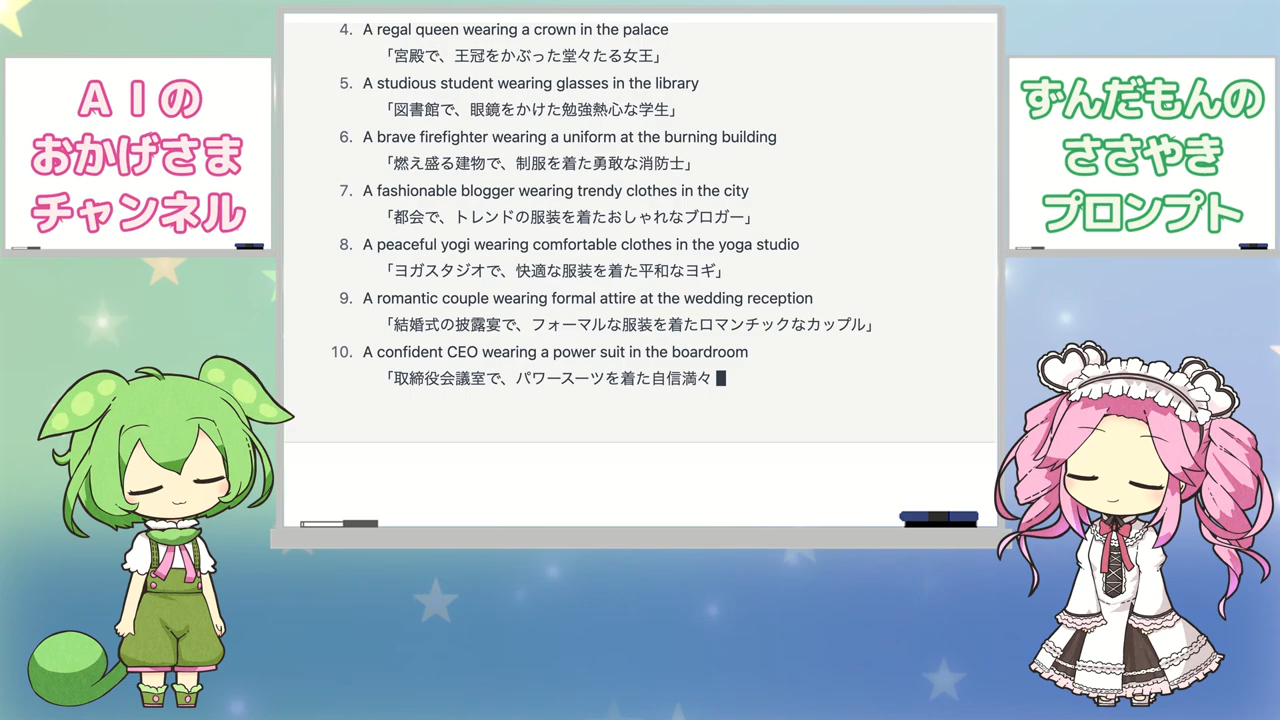 AIの
おかげさま
チャンネル
4. A regal queen wearing a crown in the palace
「宮殿で、王冠をかぶった堂々たる女王」
5. A studious student wearing glasses in the library
「図書館で、眼鏡をかけた勉強熱心な学生」
6. A brave firefighter wearing a uniform at the burning building
「燃え盛る建物で、制服を着た勇敢な消防士」
7. A fashionable blogger wearing trendy clothes in the city
「都会で、トレンドの服装を着たおしゃれなブロガー」
8. A peaceful yogi wearing comfortable clothes in the yoga studio
「ヨガスタジオで、快適な服装を着た平和なヨギ」
9. A romantic couple wearing formal attire at the wedding reception
「結婚式の披露宴で、フォーマルな服装を着たロマンチックなカップル」
10. A confident CEO wearing a power suit in the boardroom
「取締役会議室で、パワースーツを着た自信満々
ずんだもんの
ささやき
プロンプト